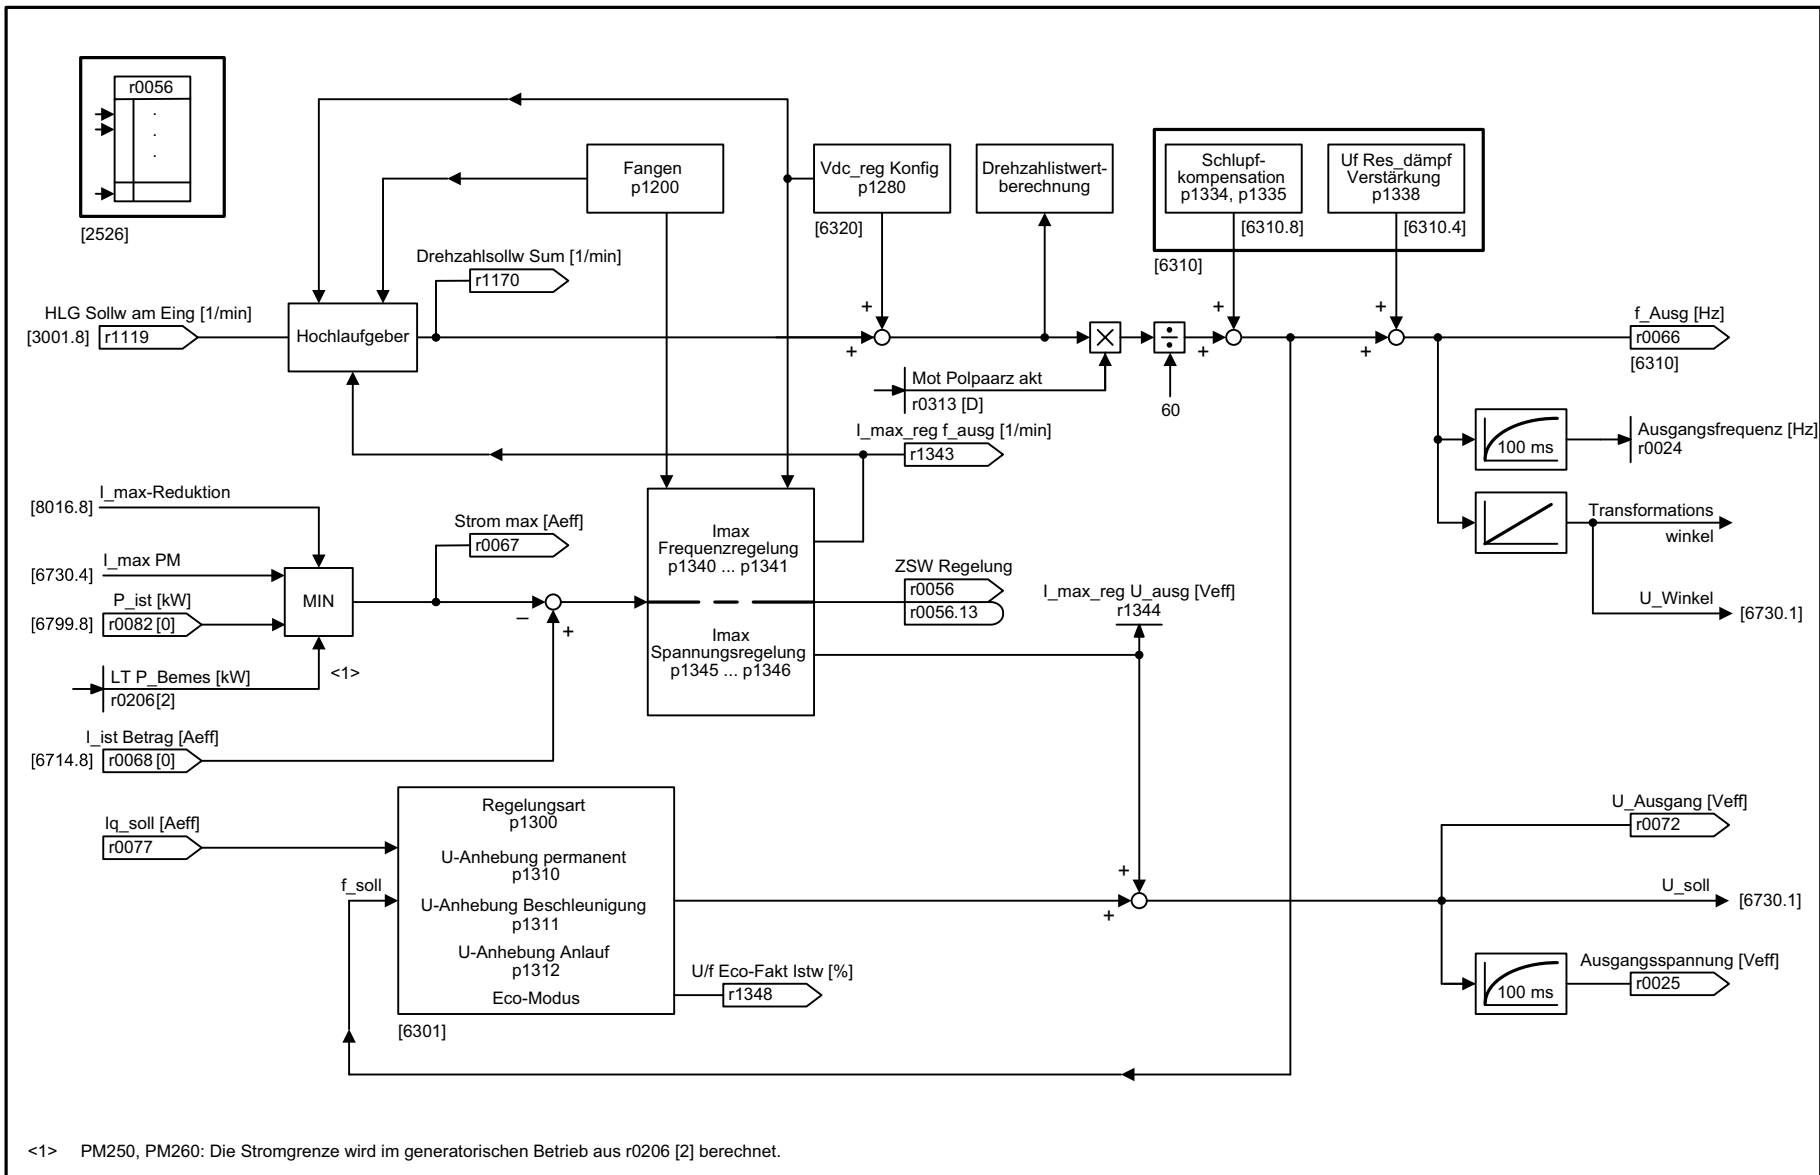 r0056
[2526]
Fangen
p1200
Vdc_reg Konfig
p1280
[6320]
Drehzahlistwert-
berechnung
Schlupf-
kompensation
p1334, p1335
[6310.8]
Uf Res_dämpf
Verstärkung
p1338
[6310.4]
[6310]
Drehzahlsollw Sum [1/min]
r1170
HLG Sollw am Eing [1/min]
[3001.8] r1119
Hochlaufgeber
+
+
+
+
+
+
f_Ausg [Hz]
r0066
[6310]
Mot Polpaarz akt
r0313 [D]
60
I_max_reg f_ausg [1/min]
r1343
100 ms
Ausgangsfrequenz [Hz]
r0024
Transformations
winkel
U_Winkel
[6730.1]
I_max-Reduktion
[8016.8]
I_max PM
[6730.4]
P_ist [kW]
[6799.8] r0082 [0]
MIN
LT P_Bemes [kW]
r0206[2]
<1>
Strom max [Aeff]
r0067
–
+
I_ist Betrag [Aeff]
[6714.8] r0068 [0]
Imax
Frequenzregelung
p1340 ... p1341
Imax
Spannungsregelung
p1345 ... p1346
ZSW Regelung
r0056
r0056.13
I_max_reg U_ausg [Veff]
r1344
Iq_soll [Aeff]
r0077
f_soll
Regelungsart
p1300
U-Anhebung permanent
p1310
U-Anhebung Beschleunigung
p1311
U-Anhebung Anlauf
p1312
Eco-Modus
[6301]
U/f Eco-Fakt Istw [%]
r1348
+
+
U_Ausgang [Veff]
r0072
U_soll
[6730.1]
100 ms
Ausgangsspannung [Veff]
r0025
<1> PM250, PM260: Die Stromgrenze wird im generatorischen Betrieb aus r0206 [2] berechnet.